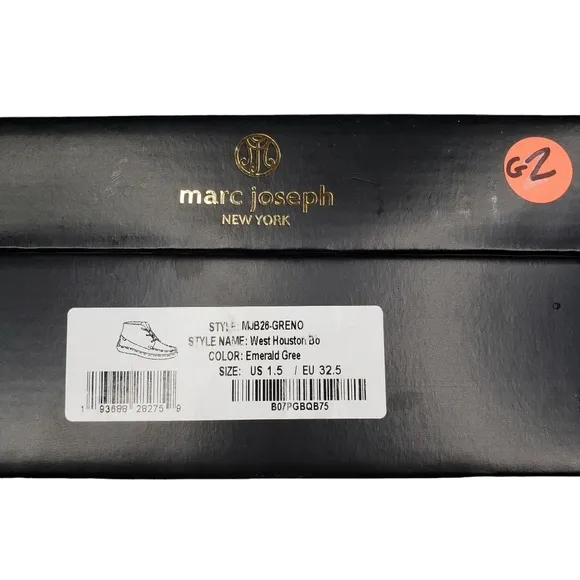 marc joseph
NEW YORK
G2
STYLE: MJB26-GRENO
STYLE NAME: West Houston Bo
COLOR: Emerald Gree
SIZE: US 1.5 / EU 32.5
1 93688 28275 9
B07PGBQB75